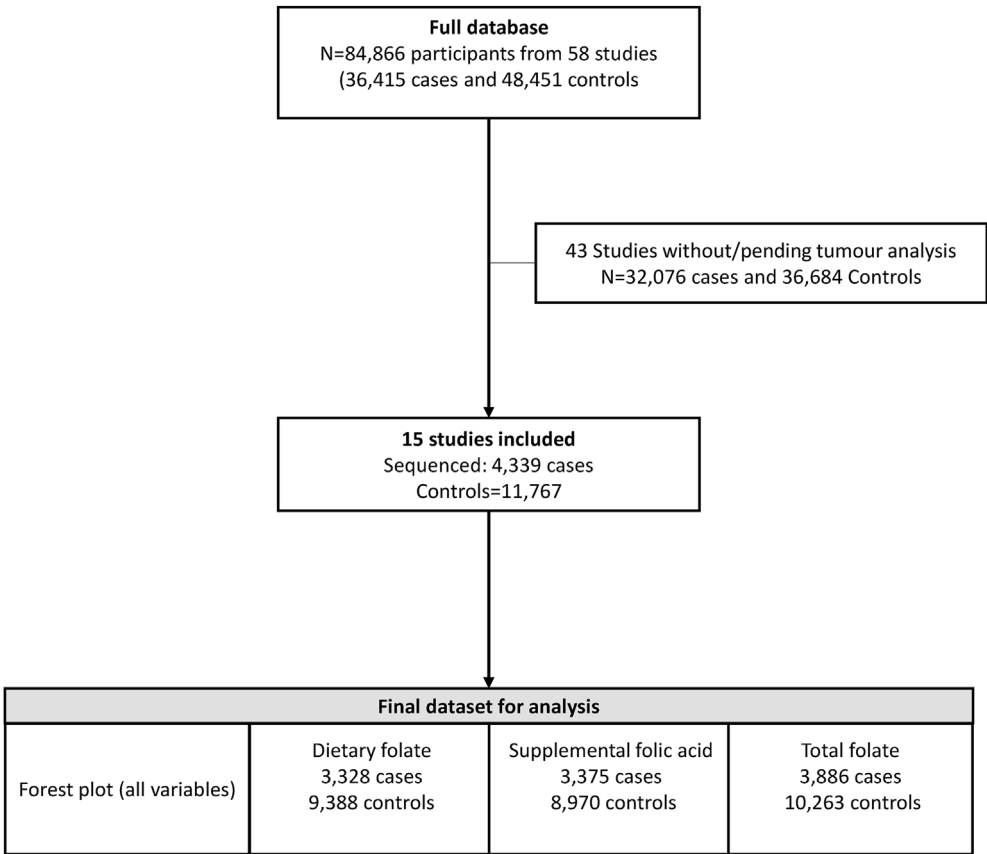 Full database
N=84,866 participants from 58 studies
(36,415 cases and 48,451 controls
43 Studies without/pending tumour analysis
N=32,076 cases and 36,684 Controls
15 studies included
Sequenced: 4,339 cases
Controls=11,767
Final dataset for analysis
Forest plot (all variables)
Dietary folate
3,328 cases
9,388 controls
Supplemental folic acid
3,375 cases
8,970 controls
Total folate
3,886 cases
10,263 controls